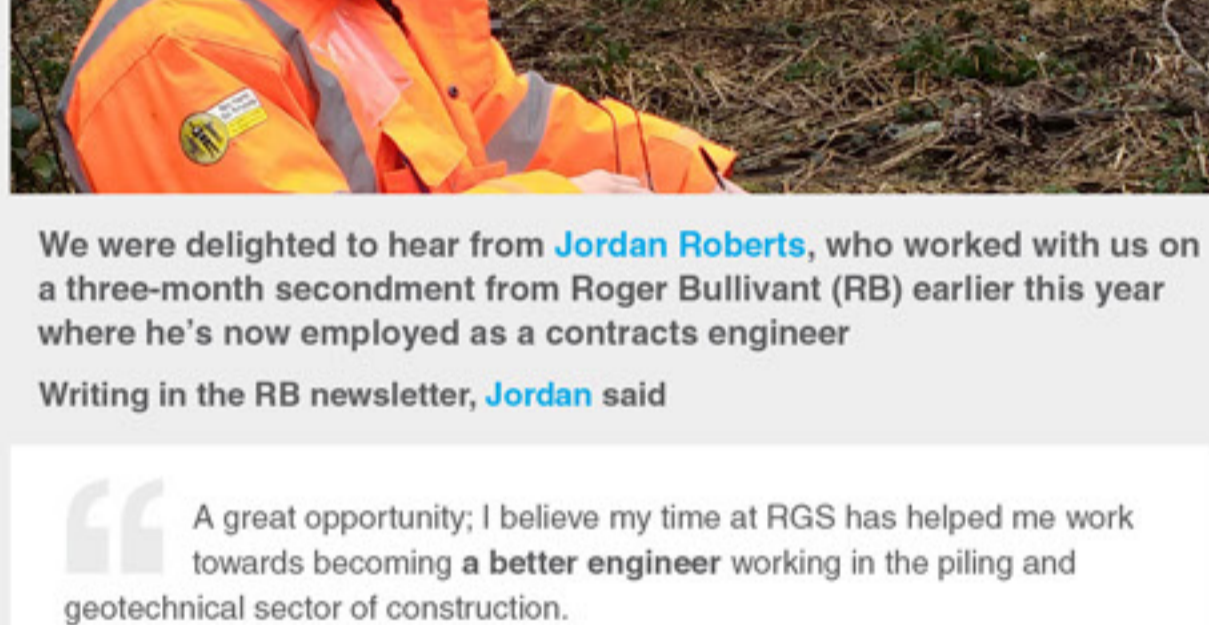 We were delighted to hear from Jordan Roberts, who worked with us on
a three-month secondment from Roger Bullivant (RB) earlier this year
where he's now employed as a contracts engineer
Writing in the RB newsletter, Jordan said
“ A great opportunity; I believe my time at RGS has helped me work
towards becoming a better engineer working in the piling and
geotechnical sector of construction.